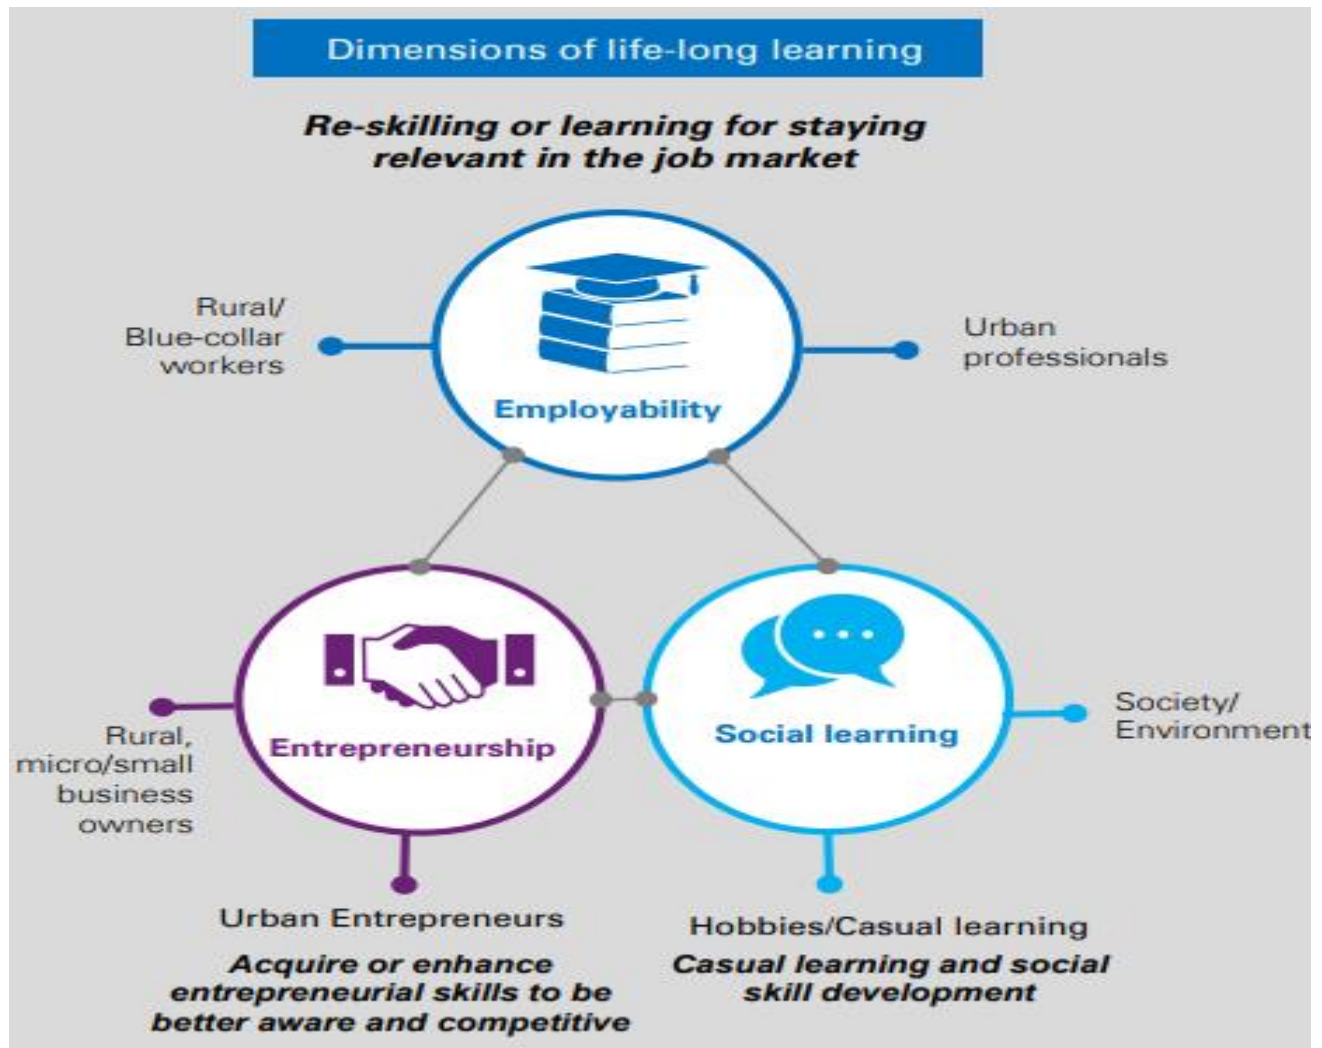 Dimensions of life-long learning
Re-skilling or learning for staying
relevant in the job market
Rural/
Blue-collar
workers
Urban
professionals
Employability
Rural,
micro/small
business
owners
Entrepreneurship
Social learning
Society/
Environment
Urban Entrepreneurs
Acquire or enhance
entrepreneurial skills to be
better aware and competitive
Hobbies/Casual learning
Casual learning and social
skill development